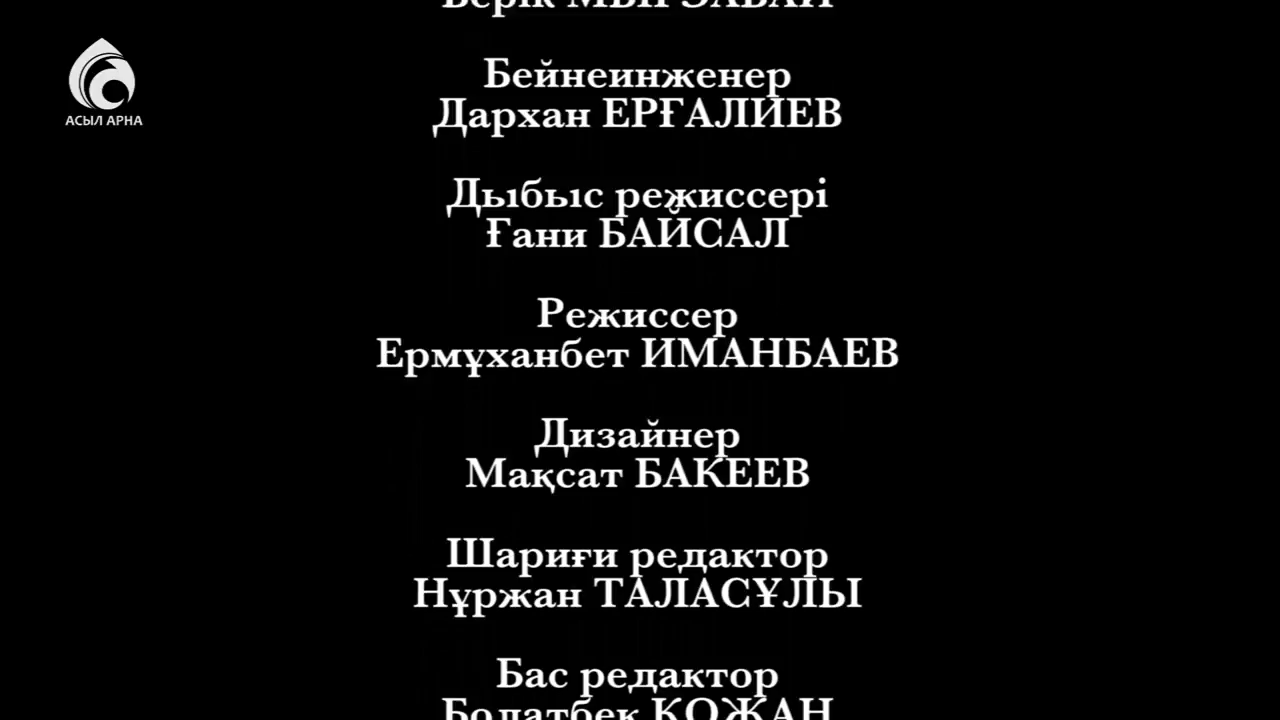 АСЫЛ АРНА
Бейнеинженер
Дархан ЕРҒАЛИЕВ
Дыбыс режиссері
Ғани БАЙСАЛ
Режиссер
Ермұханбет ИМАНБАЕВ
Дизайнер
Мақсат БАКЕЕВ
Шариғи редактор
Нұржан ТАЛАСҰЛЫ
Бас редактор
Болатбек